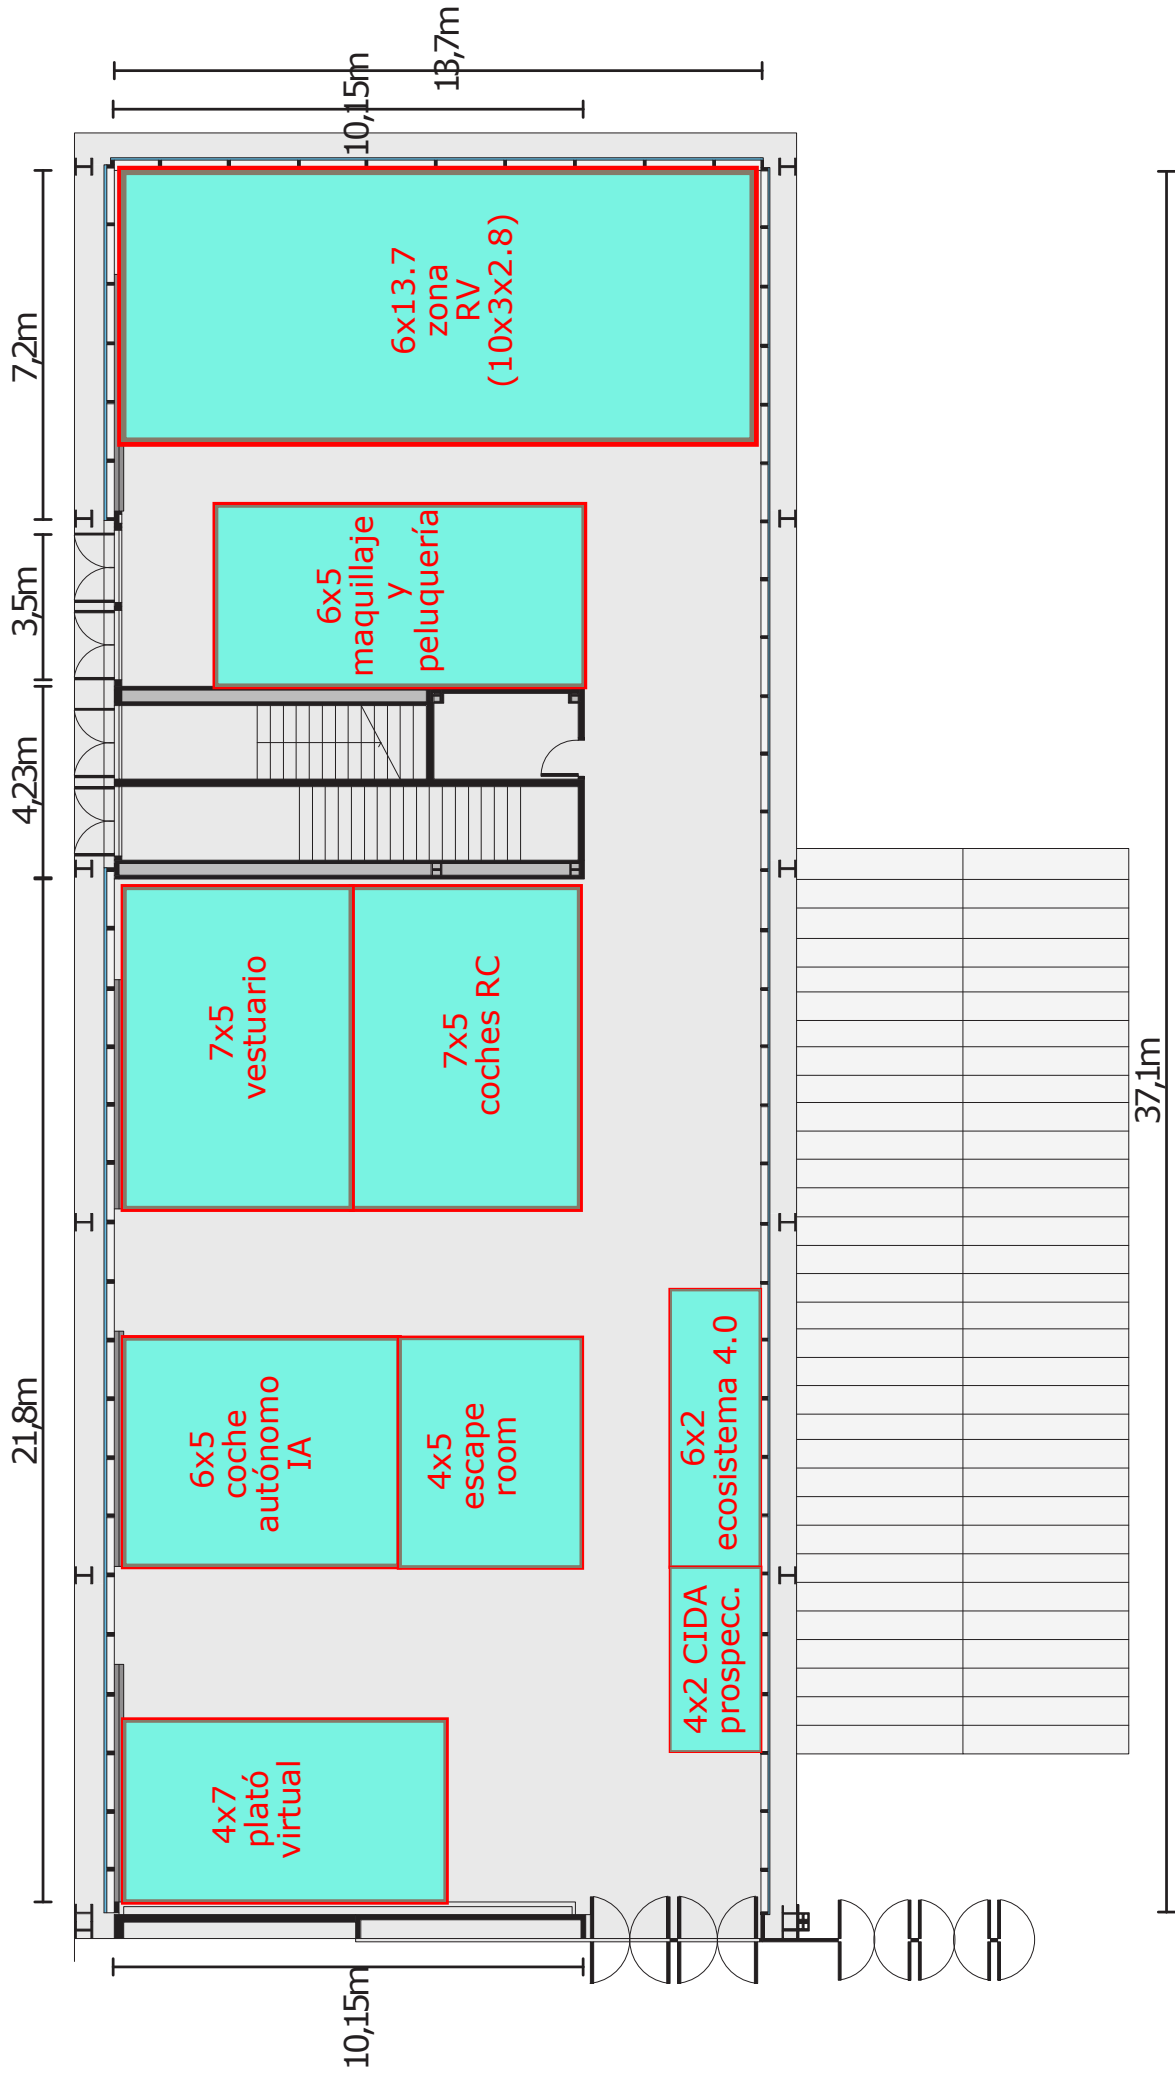 7,2m
3,5m
4,23m
21,8m
10,15m
13,7m
37,1m
10,15m
6x13.7
zona
RV
(10x3x2.8)
6x5
maquillaje
y
peluquería
7x5
vestuario
7x5
coches RC
6x5
coche
autónomo
IA
4x5
escape
room
6x2
ecosistema 4.0
4x2 CIDA
prospecc.
4x7
plató
virtual